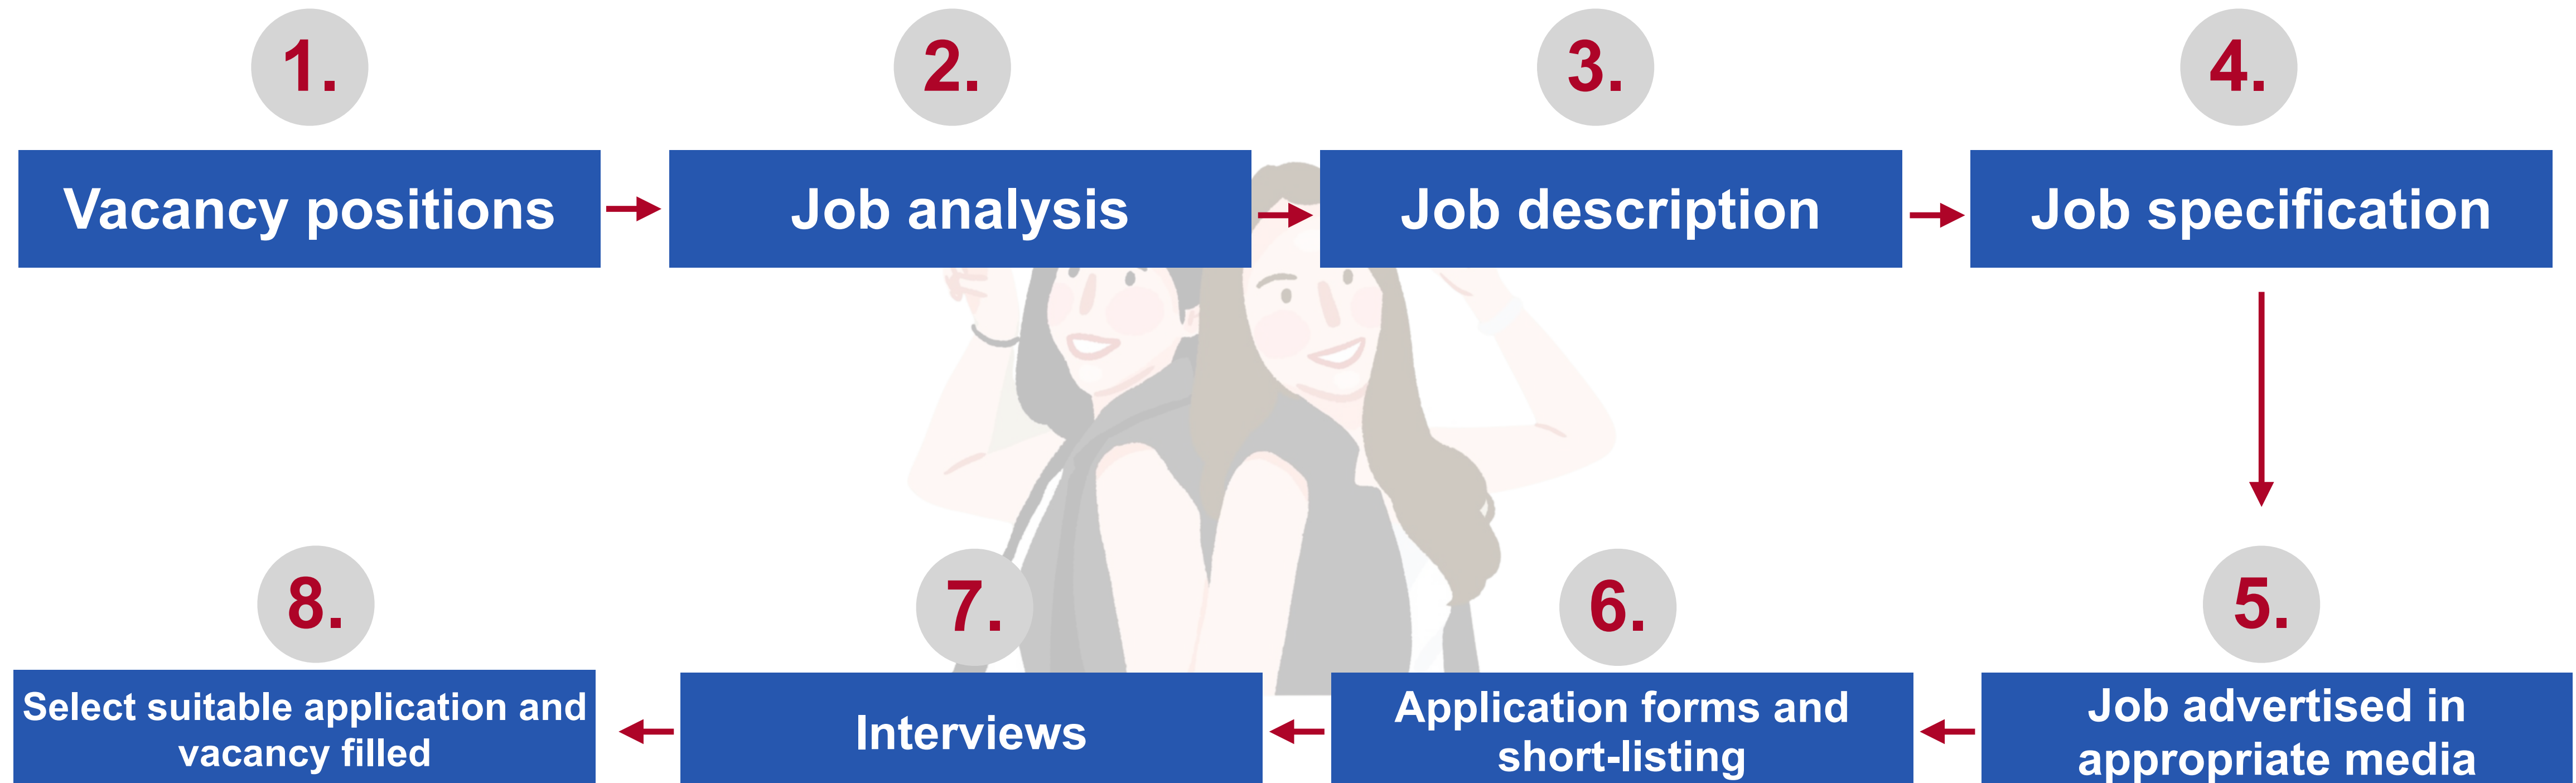 1.
2.
3.
4.
Vacancy positions
Job analysis
Job description
Job specification
5.
Job advertised in
appropriate media
6.
Application forms and
short-listing
7.
Interviews
8.
Select suitable application and
vacancy filled